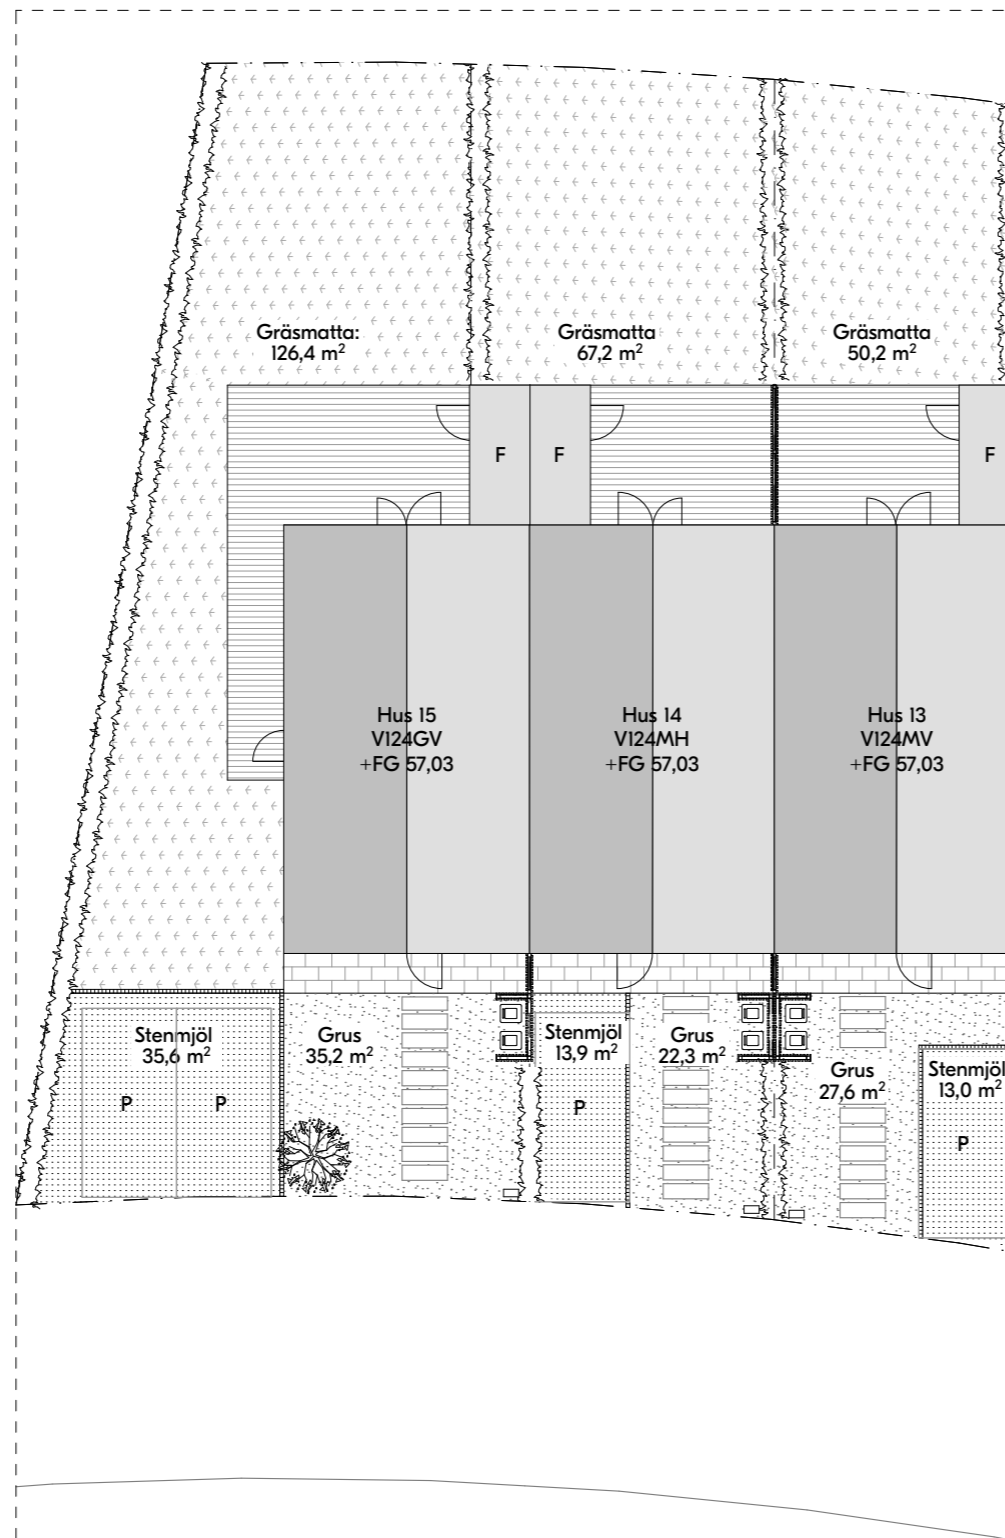 Gräsmatta:
126,4 m²
Gräsmatta
67,2 m²
Gräsmatta
50,2 m²
F
F
F
Hus 15
V124GV
+FG 57,03
Hus 14
V124MH
+FG 57,03
Hus 13
V124MV
+FG 57,03
Stenmjöl
35,6 m²
P
P
Grus
35,2 m²
Stenmjöl
13,9 m²
P
Grus
22,3 m²
Grus
27,6 m²
Stenmjöl
13,0 m²
P